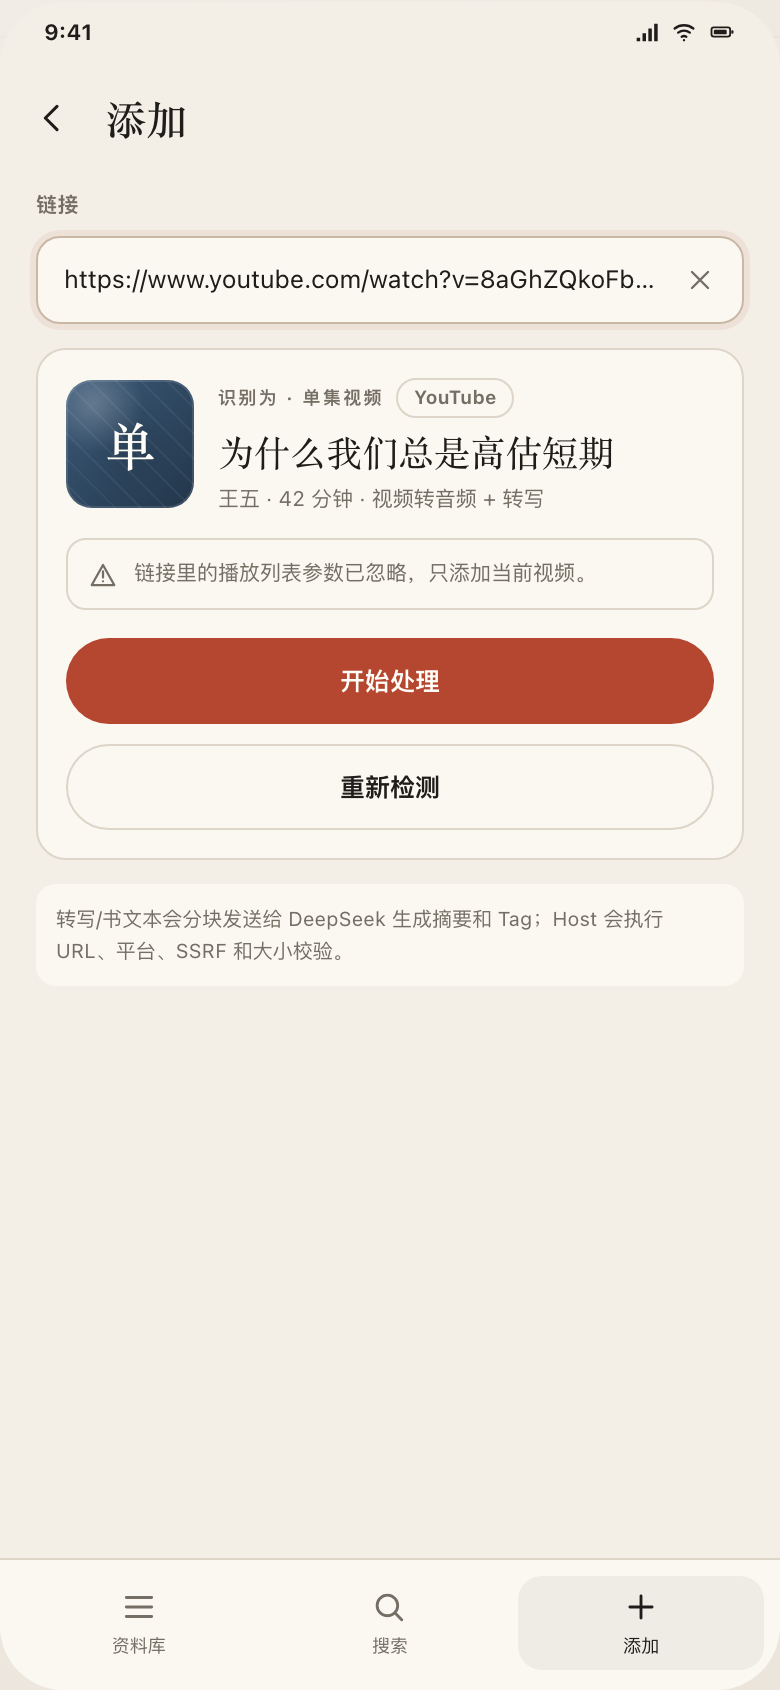 9:41
添加
链接
https://www.youtube.com/watch?v=8aGhZQkoFb...
单
识别为 · 单集视频 YouTube
为什么我们总是高估短期
王五 · 42 分钟 · 视频转音频 + 转写
链接里的播放列表参数已忽略，只添加当前视频。
开始处理
重新检测
转写/书文本会分块发送给 DeepSeek 生成摘要和 Tag；Host 会执行
URL、平台、SSRF 和大小校验。
资料库 搜索 添加